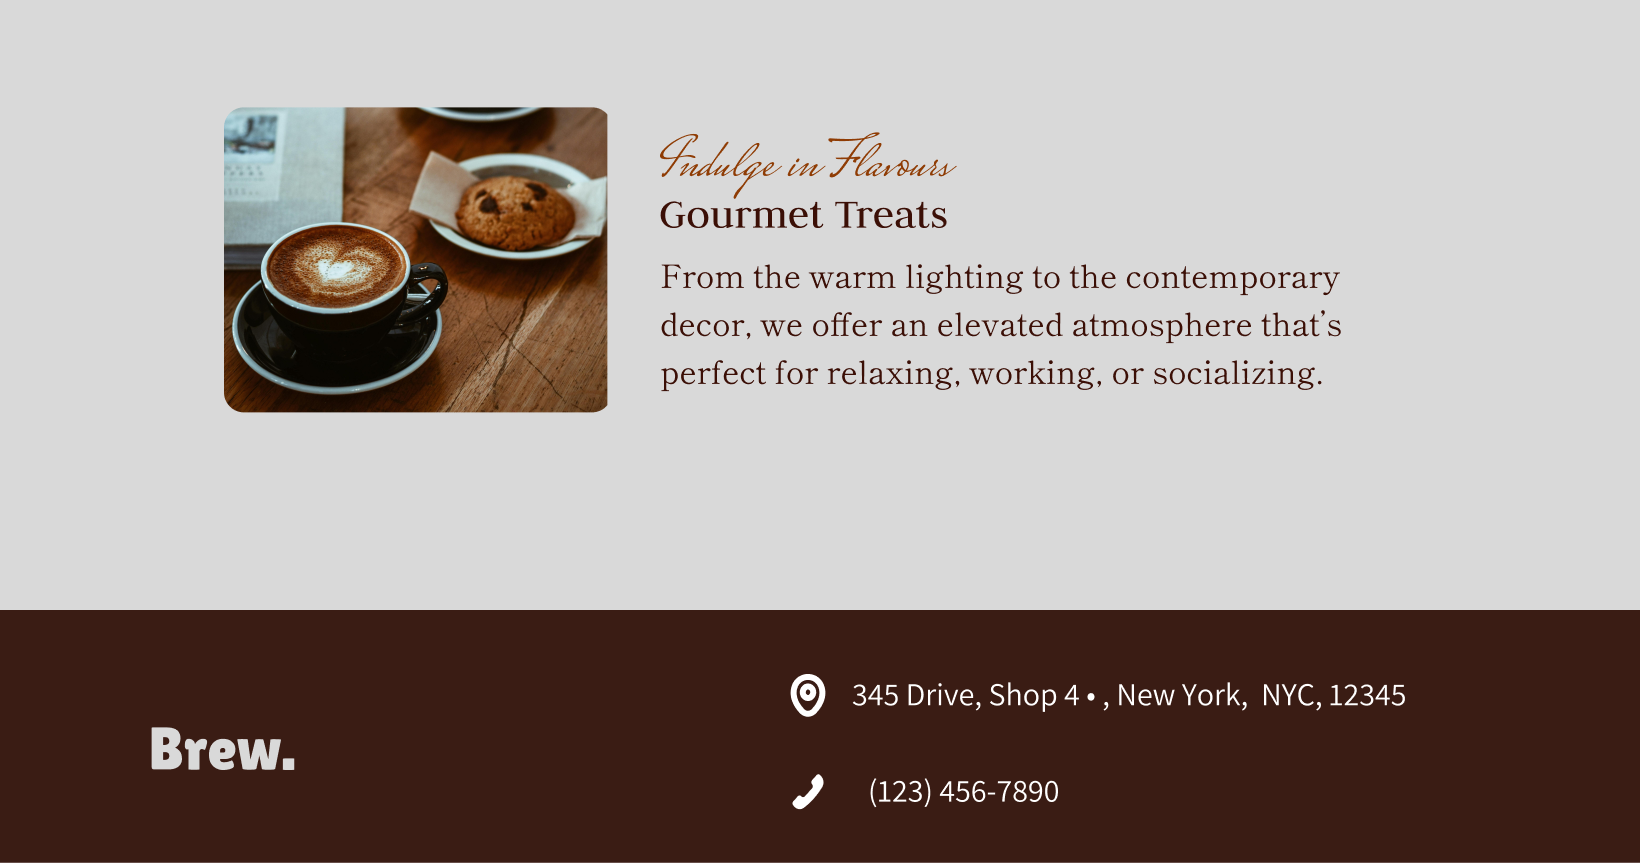 Indulge in Flavours
Gourmet Treats
From the warm lighting to the contemporary
decor, we offer an elevated atmosphere that’s
perfect for relaxing, working, or socializing.
Brew.
345 Drive, Shop 4 • , New York,  NYC, 12345
(123) 456-7890